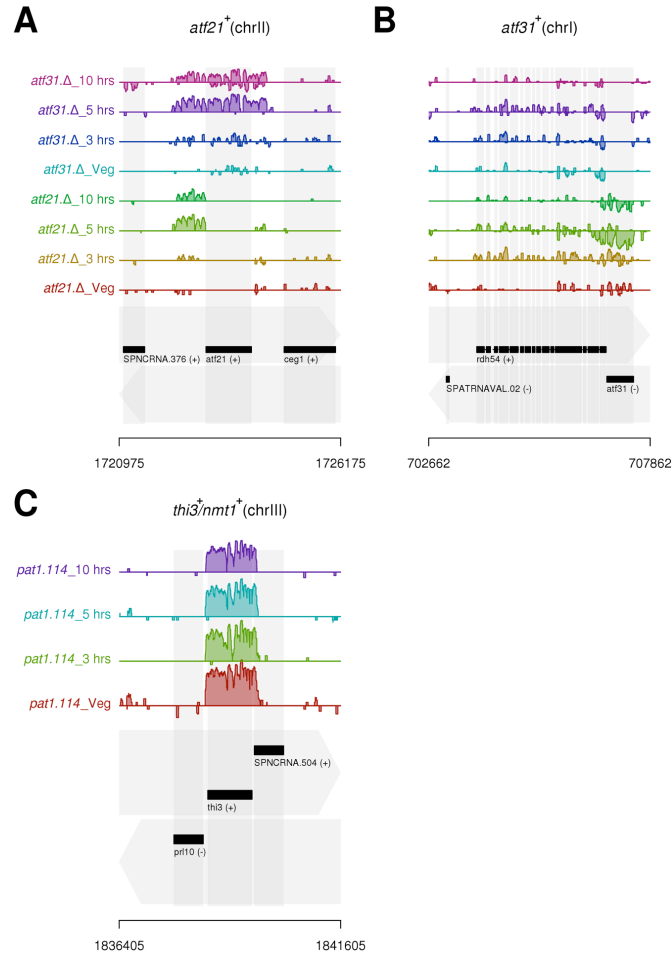 A
atf21+(chrII)
atf31.Δ_10 hrs
atf31.Δ_5 hrs
atf31.Δ_3 hrs
atf31.Δ_Veg
atf21.Δ_10 hrs
atf21.Δ_5 hrs
atf21.Δ_3 hrs
atf21.Δ_Veg
SPNCRNA.376 (+) atf21 (+) ceg1 (+)
1720975 1726175
B
atf31+(chrI)
rdh54 (+)
SPATRNAVAL.02 (-) atf31 (-)
702662 707862
C
thi3+/nmt1+(chrIII)
pat1.114_10 hrs
pat1.114_5 hrs
pat1.114_3 hrs
pat1.114_Veg
SPNCRNA.504 (+)
thi3 (+)
prl10 (-)
1836405 1841605